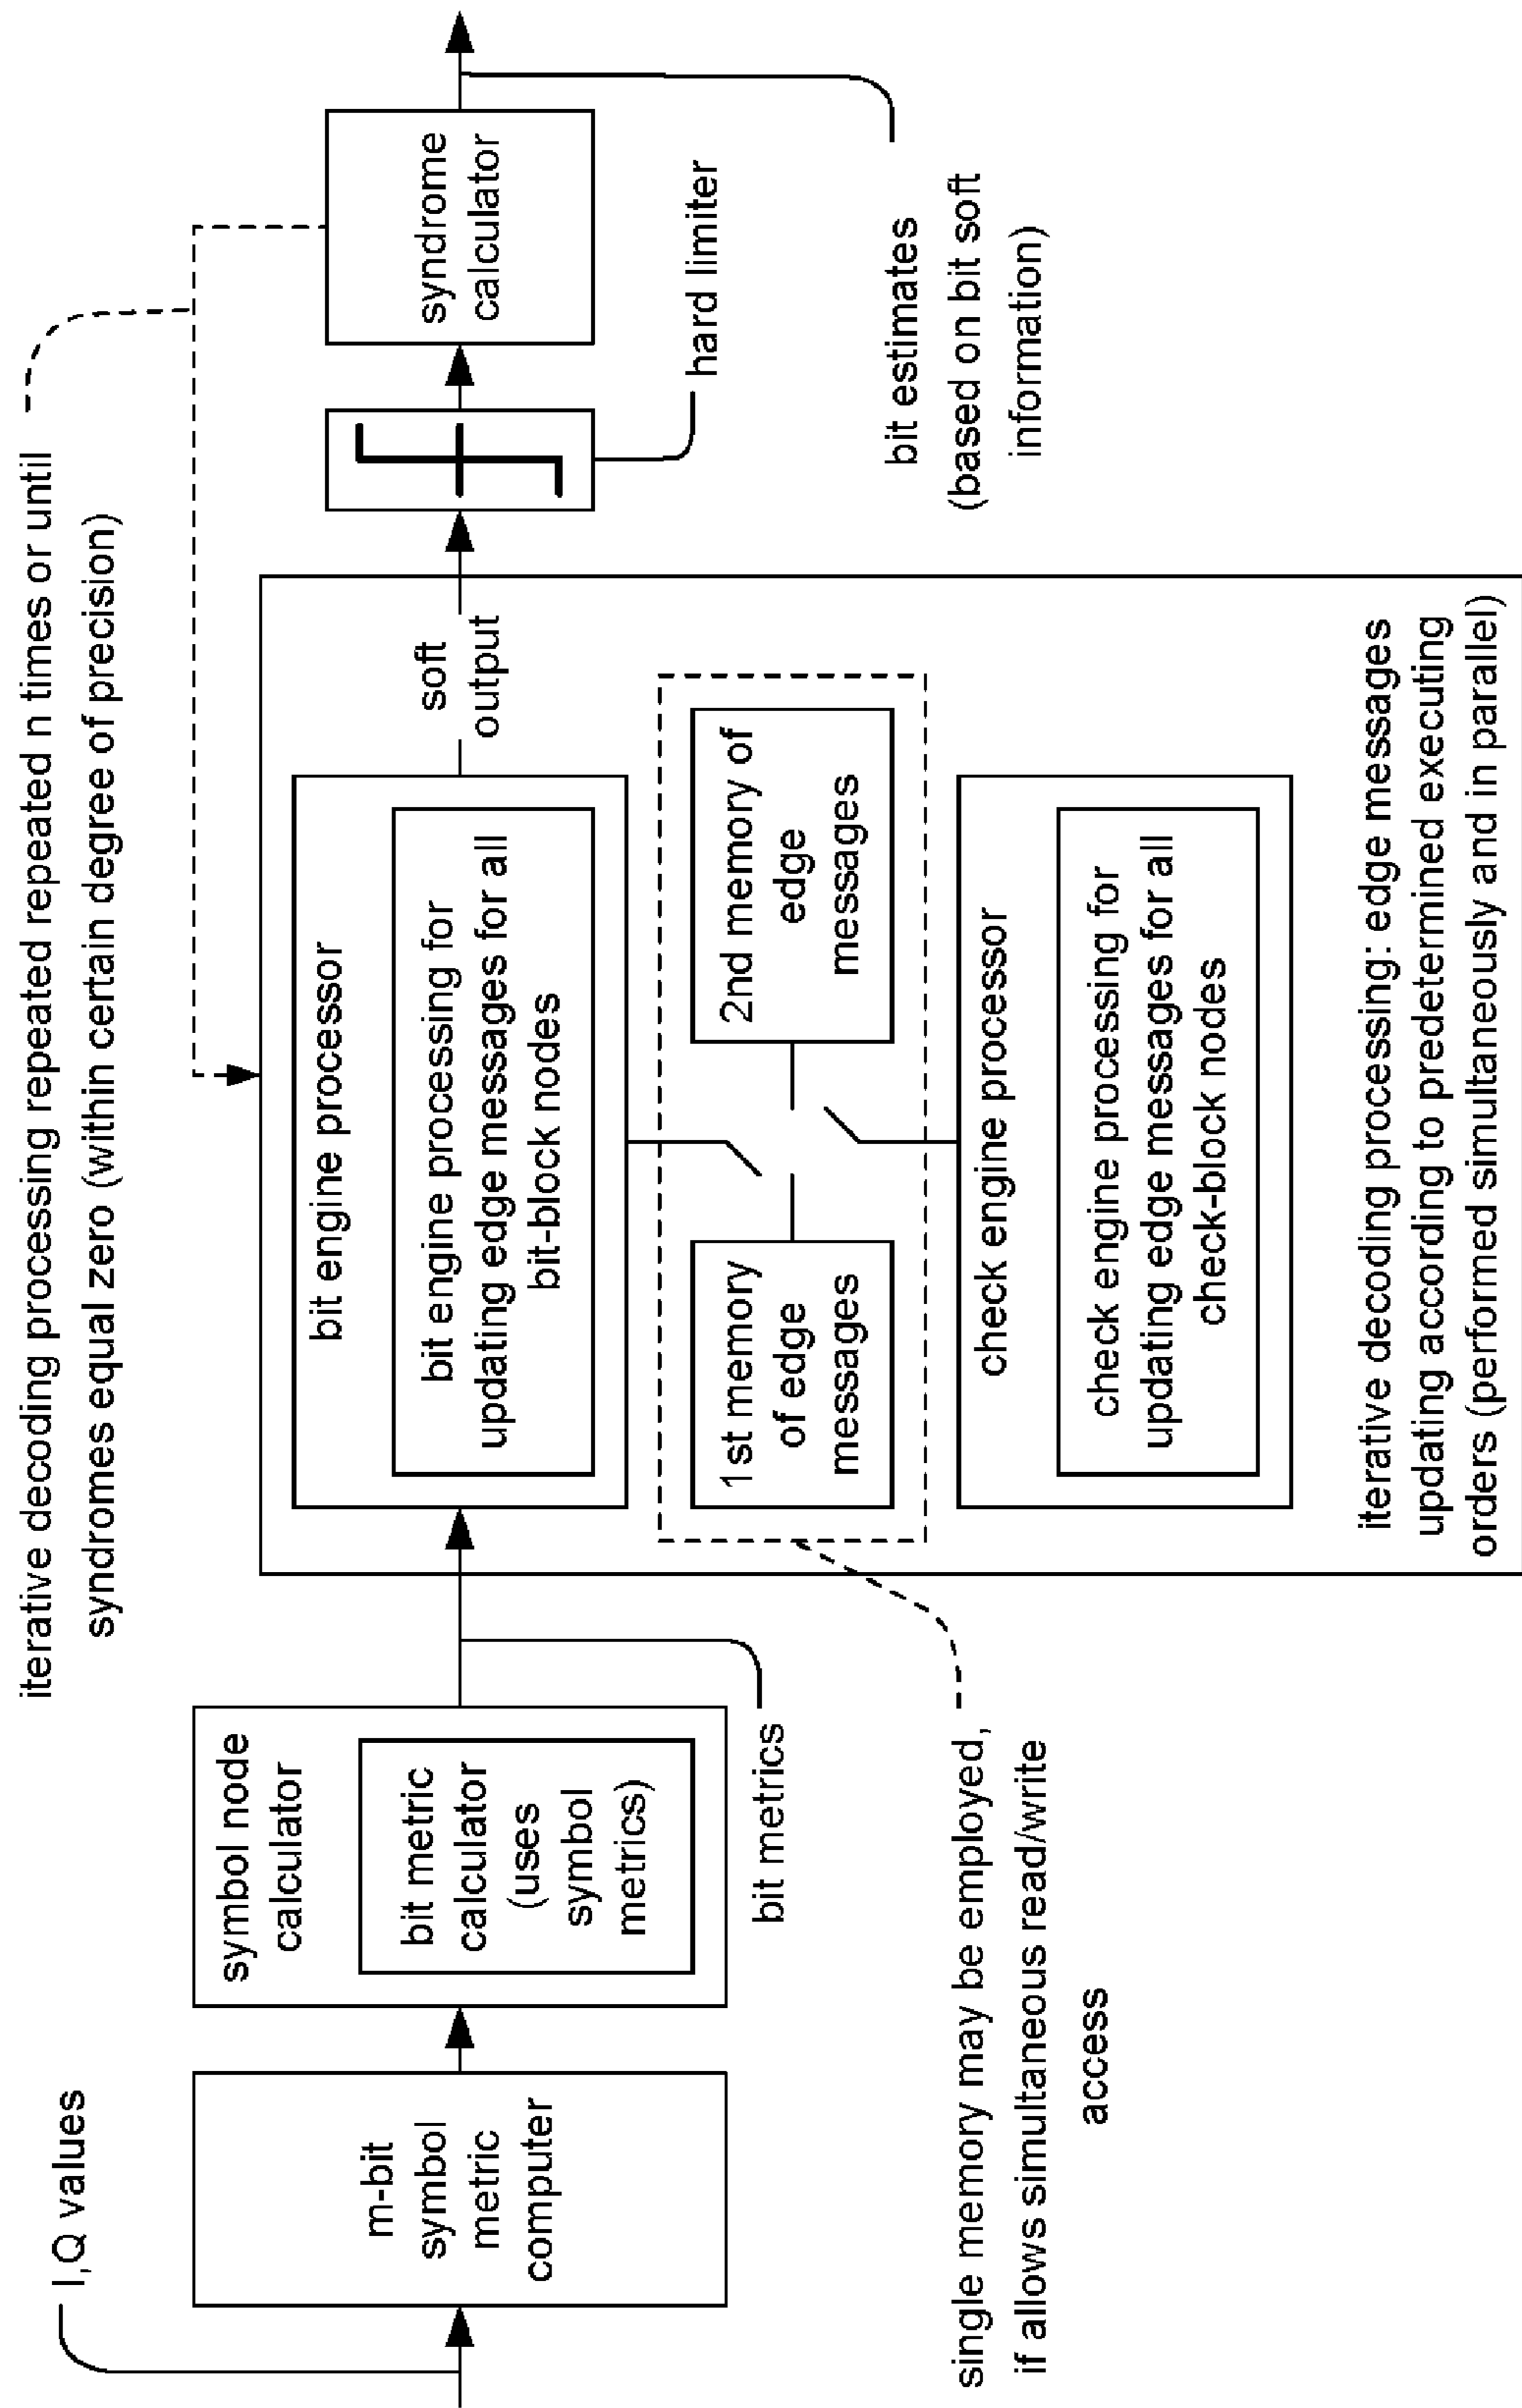 iterative decoding processing repeated repeated n times or until
syndromes equal zero (within certain degree of precision)
I,Q values
m-bit
symbol
metric
computer
symbol node
calculator
bit metric
calculator
(uses
symbol
metrics)
bit metrics
bit engine processor
bit engine processing for
updating edge messages for all
bit-block nodes
soft
output
1st memory
of edge
messages
2nd memory of
edge
messages
check engine processor
check engine processing for
updating edge messages for all
check-block nodes
iterative decoding processing: edge messages
updating according to predetermined executing
orders (performed simultaneously and in parallel)
single memory may be employed,
if allows simultaneous read/write
access
hard limiter
syndrome
calculator
bit estimates
(based on bit soft
information)